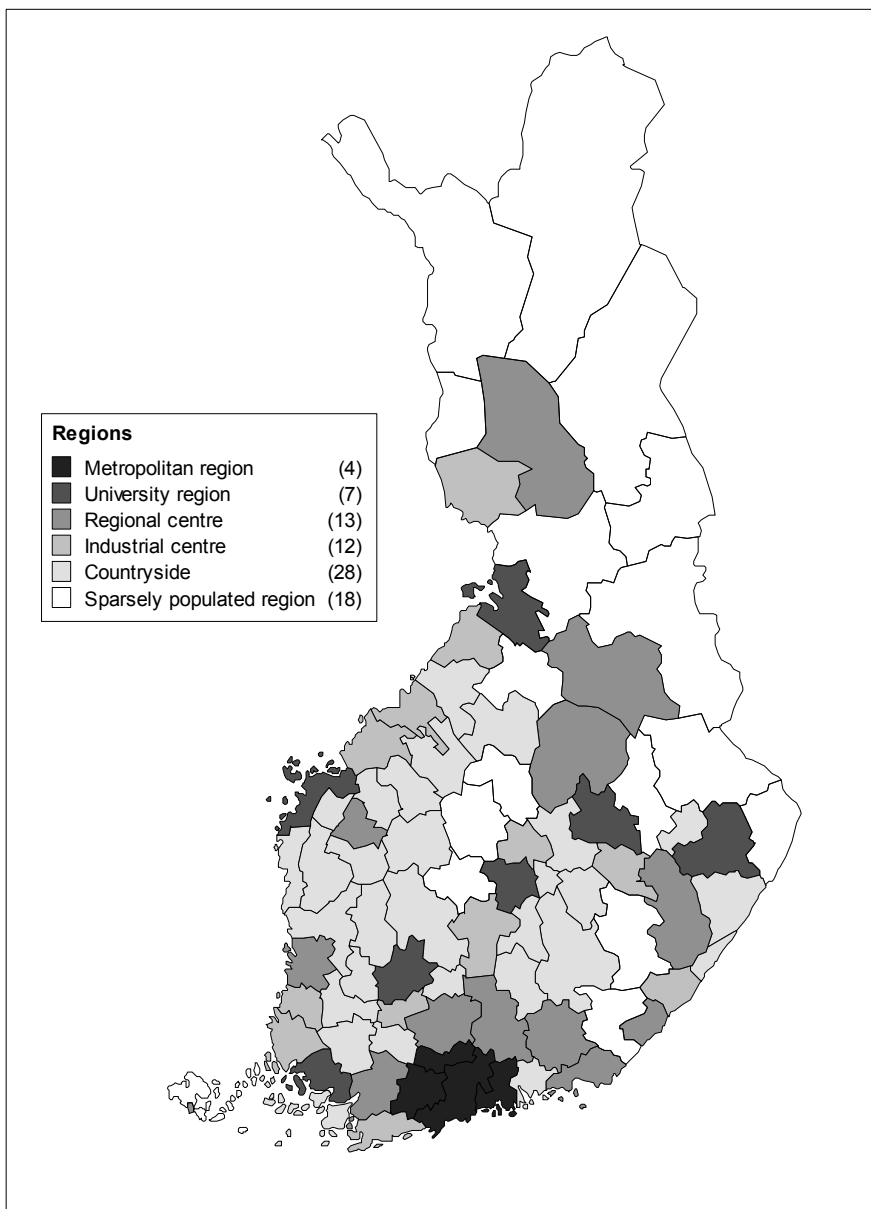 Regions
Metropolitan region (4)
University region (7)
Regional centre (13)
Industrial centre (12)
Countryside (28)
Sparsely populated region (18)